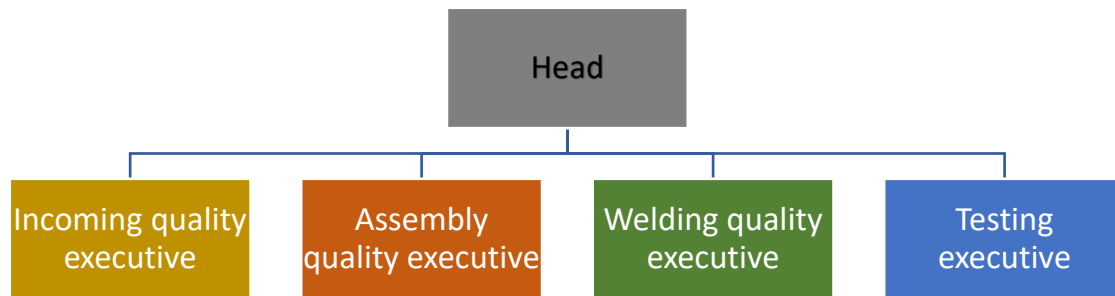 Head
Incoming quality
executive
Assembly
quality executive
Welding quality
executive
Testing
executive